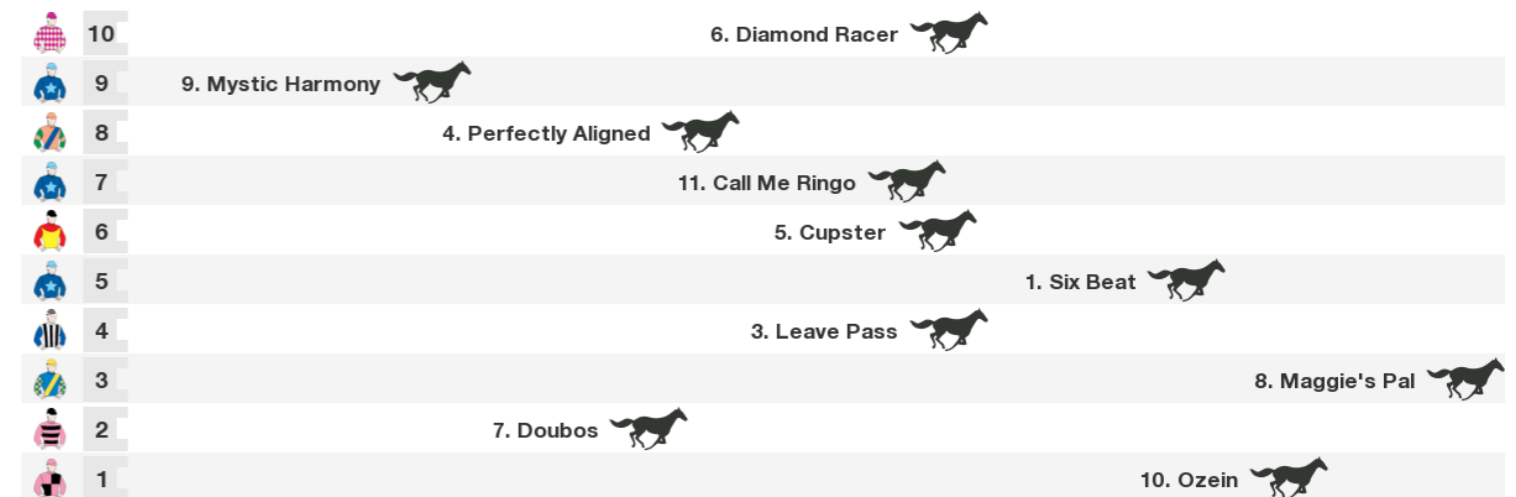 10 6. Diamond Racer
9 9. Mystic Harmony
8 4. Perfectly Aligned
7 11. Call Me Ringo
6 5. Cupster
5 1. Six Beat
4 3. Leave Pass
3 8. Maggie's Pal
2 7. Doubos
1 10. Ozein